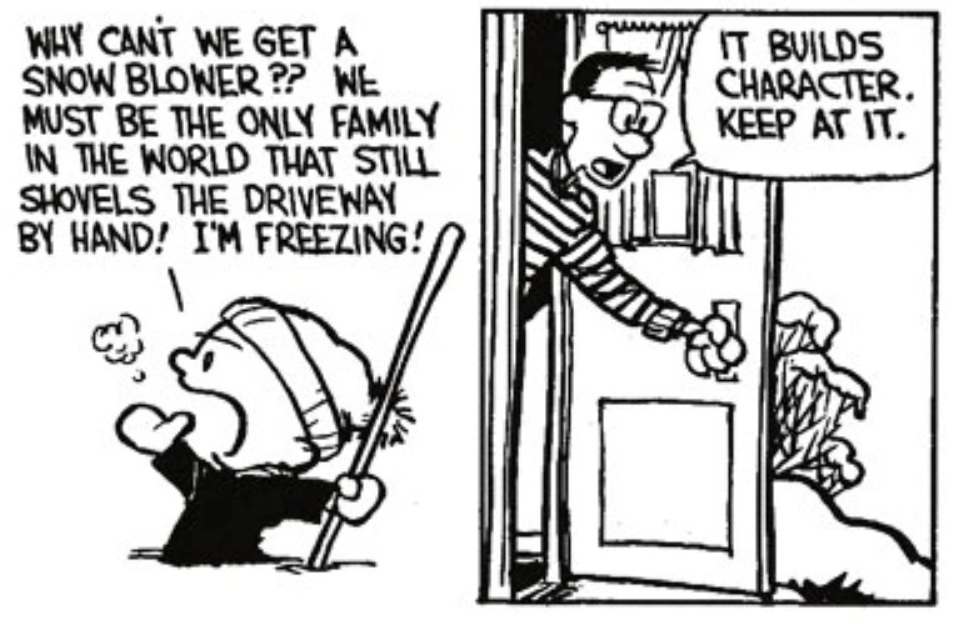 WHY CAN'T WE GET A
SNOW BLOWER?? WE
MUST BE THE ONLY FAMILY
IN THE WORLD THAT STILL
SHOVELS THE DRIVEWAY
BY HAND! I'M FREEZING!
IT BUILDS
CHARACTER.
KEEP AT IT.